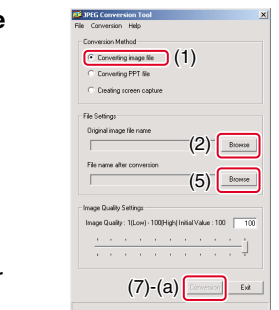 e
JPEG Conversion Tool
File Conversion Help
Conversion Method
Converting image file (1)
Converting PPT file
Creating screen capture
File Settings
Original image file name
(2) Browse
File name after conversion
(5) Browse
Image Quality Settings
Image Quality : 1(Low) - 100(High) Initial Value : 100 100
r
(7)-(a) Conversion Exit